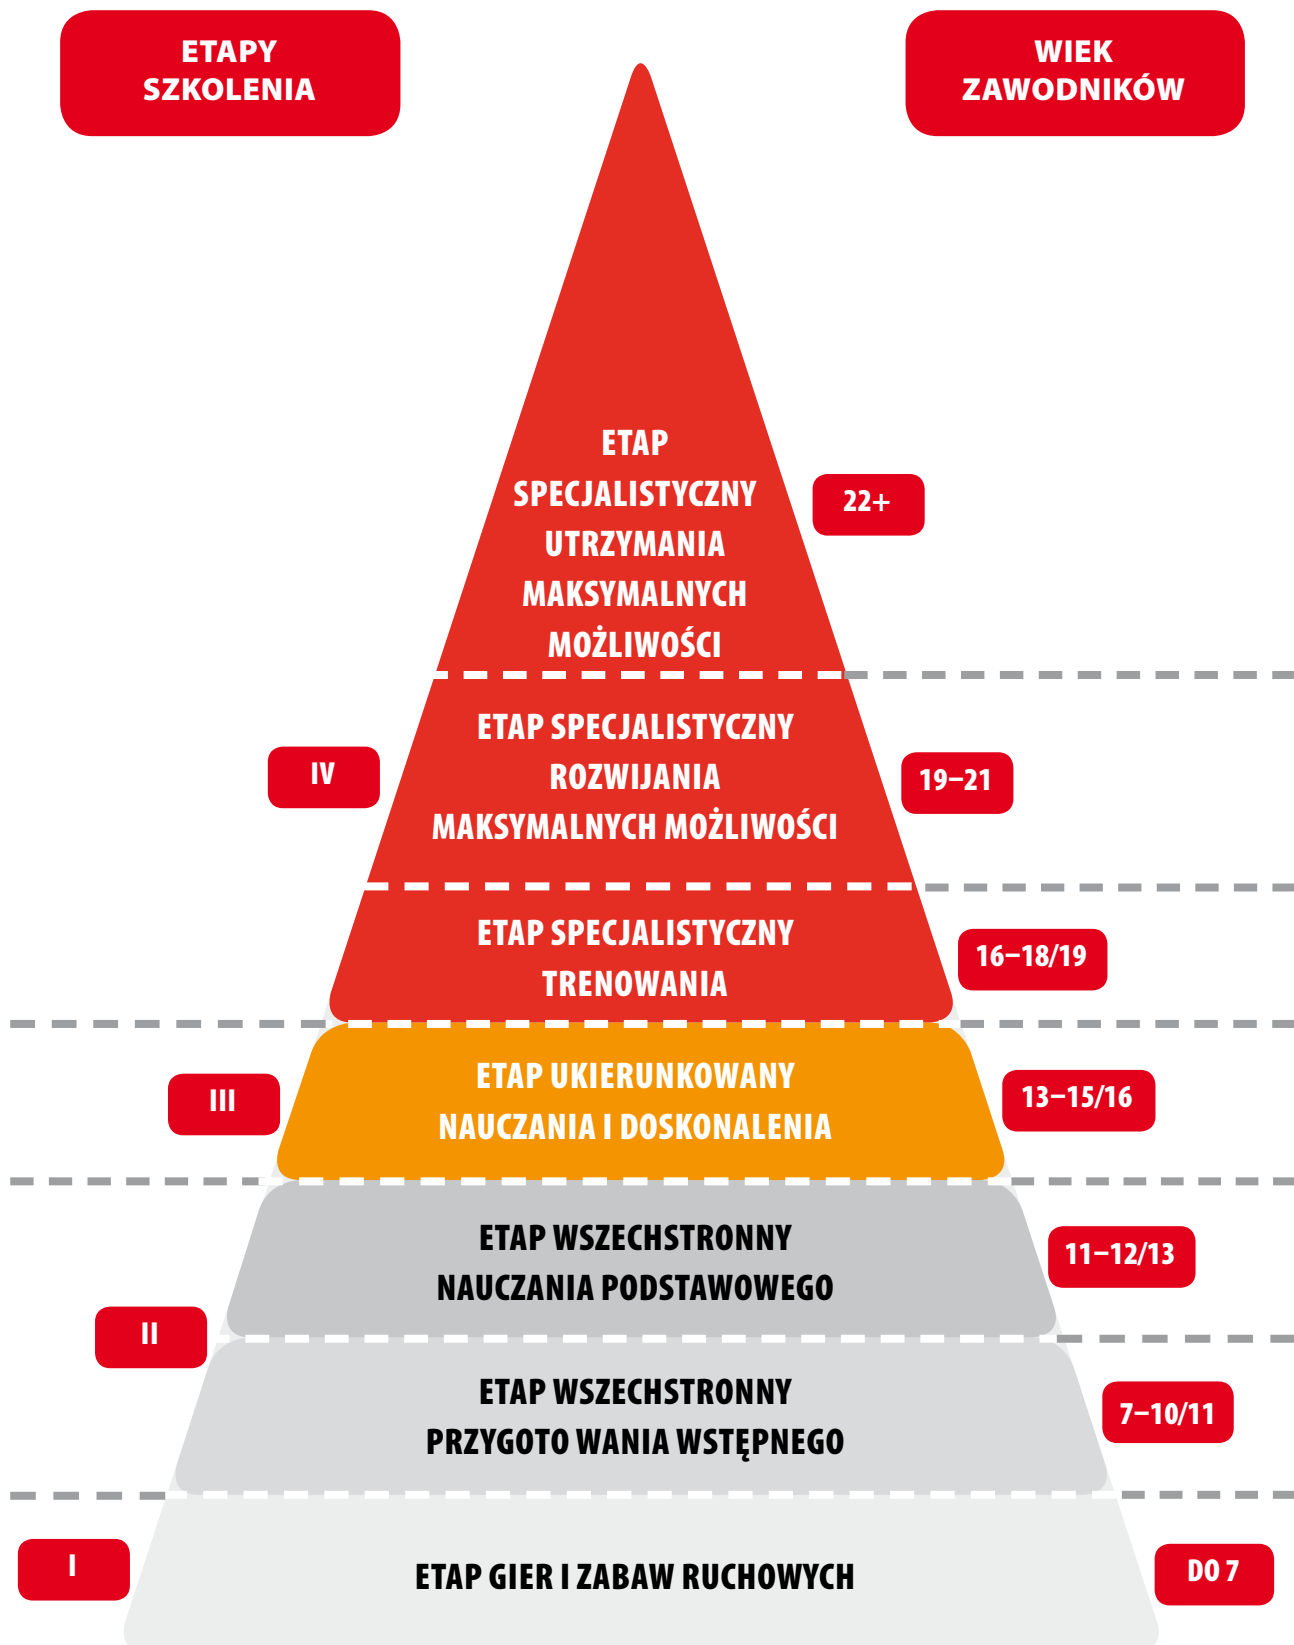 ETAPY
SZKOLENIA
WIEK
ZAWODNIKÓW
ETAP
SPECJALISTYCZNY
UTRZYMANIA
MAKSYMALNYCH
MOŻLIWOŚCI
22+
IV
ETAP SPECJALISTYCZNY
ROZWIJANIA
MAKSYMALNYCH MOŻLIWOŚCI
19–21
ETAP SPECJALISTYCZNY
TRENOWANIA
16–18/19
III
ETAP UKIERUNKOWANY
NAUCZANIA I DOSKONALENIA
13–15/16
ETAP WSZECHSTRONNY
NAUCZANIA PODSTAWOWEGO
11–12/13
II
ETAP WSZECHSTRONNY
PRZYGOTO WANIA WSTĘPNEGO
7–10/11
I
ETAP GIER I ZABAW RUCHOWYCH
DO 7